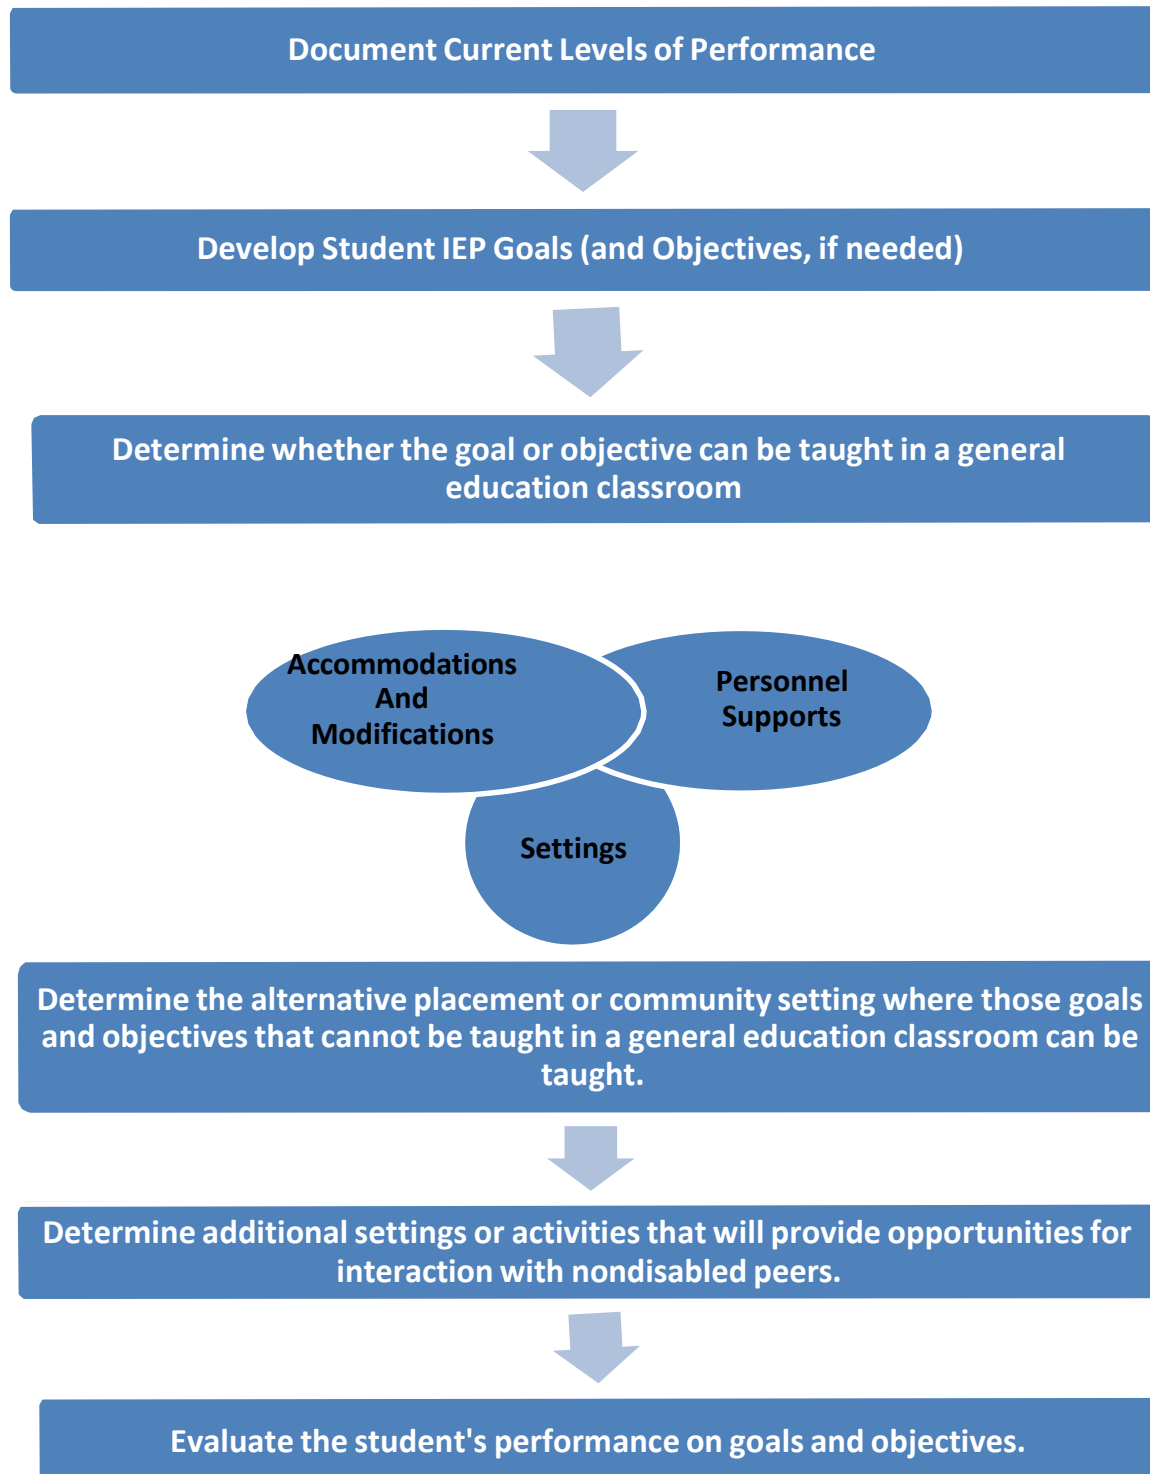 Document Current Levels of Performance
Develop Student IEP Goals (and Objectives, if needed)
Determine whether the goal or objective can be taught in a general
education classroom
Accommodations
And
Modifications
Personnel
Supports
Settings
Determine the alternative placement or community setting where those goals
and objectives that cannot be taught in a general education classroom can be
taught.
Determine additional settings or activities that will provide opportunities for
interaction with nondisabled peers.
Evaluate the student's performance on goals and objectives.